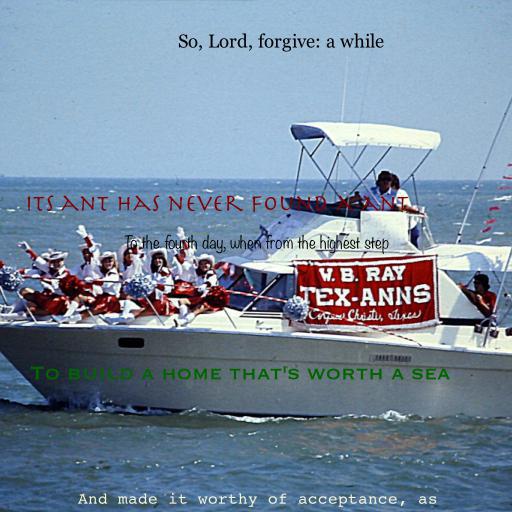 So, Lord, forgive: a while
Its ant has never found a cant
To the fourth day, when from the highest step
W. B. RAY
TEX-ANNS
Corpus Christi, Texas
To build a home that's worth a sea
And made it worthy of acceptance, as